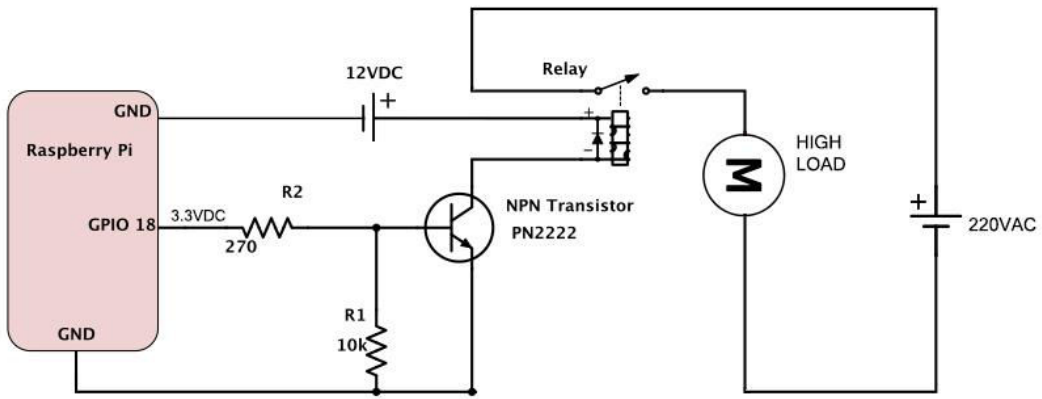 12VDC
+
Relay
GND
+
-
Raspberry Pi
HIGH
LOAD
M
R2
NPN Transistor
PN2222
GPIO 18
3.3VDC
270
+
220VAC
R1
10k
GND